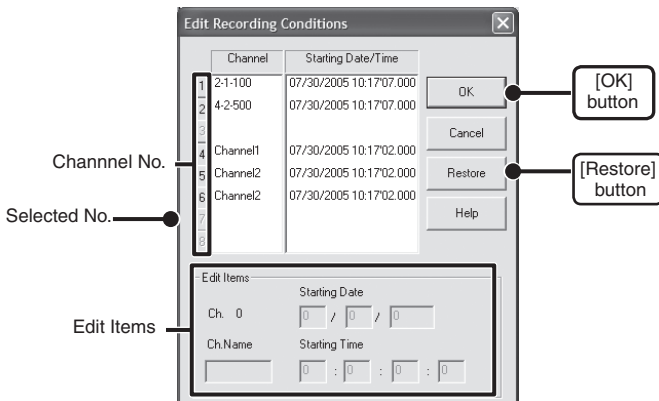 Edit Recording Conditions
Channel Starting Date/Time
1 2-1-100 07/30/2005 10:17'07.000
2 4-2-500 07/30/2005 10:17'07.000
3
4 Channel1 07/30/2005 10:17'02.000
5 Channel2 07/30/2005 10:17'02.000
6 Channel2 07/30/2005 10:17'02.000
7
8
OK
Cancel
Restore
Help
[OK]
button
[Restore]
button
Channnel No.
Selected No.
Edit Items
Edit Items
Starting Date
Ch. 0 0 / 0 / 0
Ch.Name Starting Time
0 : 0 : 0 : 0